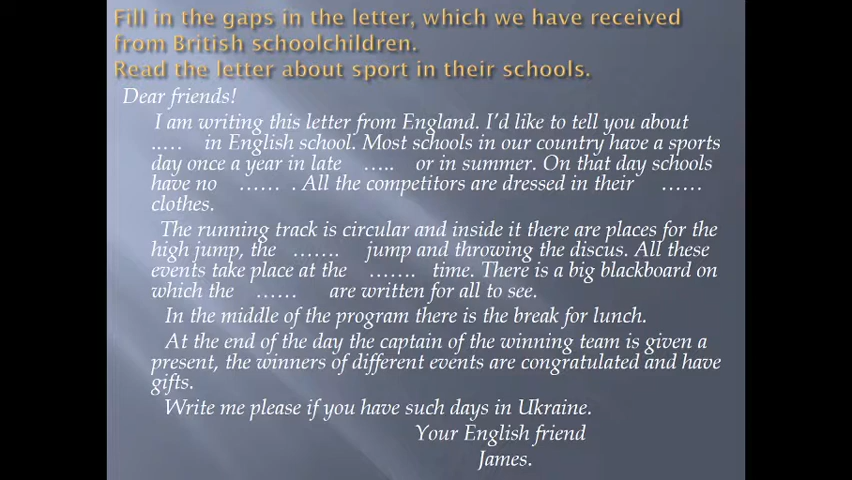 Fill in the gaps in the letter, which we have received
from British schoolchildren.
Read the letter about sport in their schools.
Dear friends!
I am writing this letter from England. I'd like to tell you about
..… in English school. Most schools in our country have a sports
day once a year in late ….. or in summer. On that day schools
have no …… . All the competitors are dressed in their ……
clothes.
The running track is circular and inside it there are places for the
high jump, the ……. jump and throwing the discus. All these
events take place at the ……. time. There is a big blackboard on
which the …… are written for all to see.
In the middle of the program there is the break for lunch.
At the end of the day the captain of the winning team is given a
present, the winners of different events are congratulated and have
gifts.
Write me please if you have such days in Ukraine.
Your English friend
James.